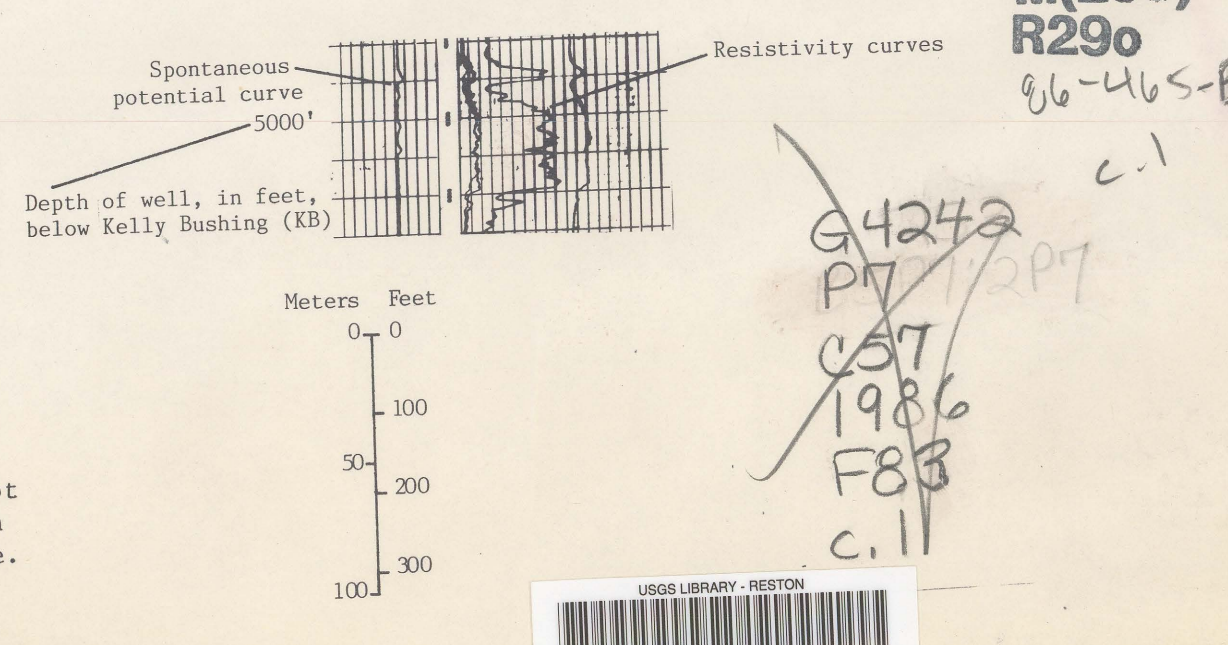 R29o
86-465-
c.1
Spontaneous
potential curve
5000'
Depth of well, in feet,
below Kelly Bushing (KB)
Resistivity curves
Meters Feet
0 0
100
50
200
300
100
G4242
P7
C57
1986
F83
c.1
USGS LIBRARY - RESTON